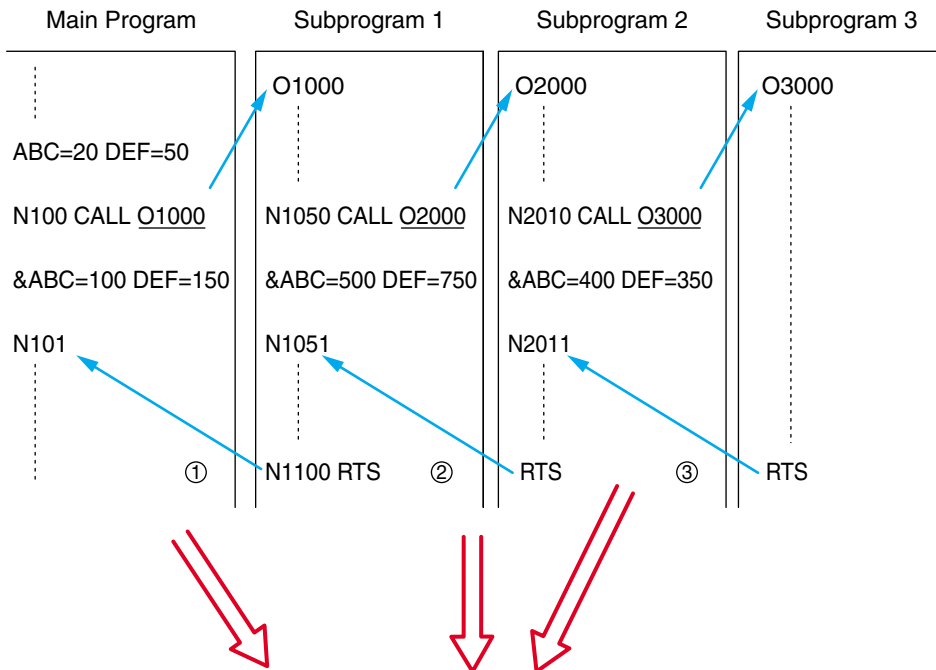 Main Program
ABC=20 DEF=50
N100 CALL O1000
&ABC=100 DEF=150
N101
①
Subprogram 1
O1000
N1050 CALL O2000
&ABC=500 DEF=750
N1051
N1100 RTS
②
Subprogram 2
O2000
N2010 CALL O3000
&ABC=400 DEF=350
N2011
RTS
③
Subprogram 3
O3000
RTS